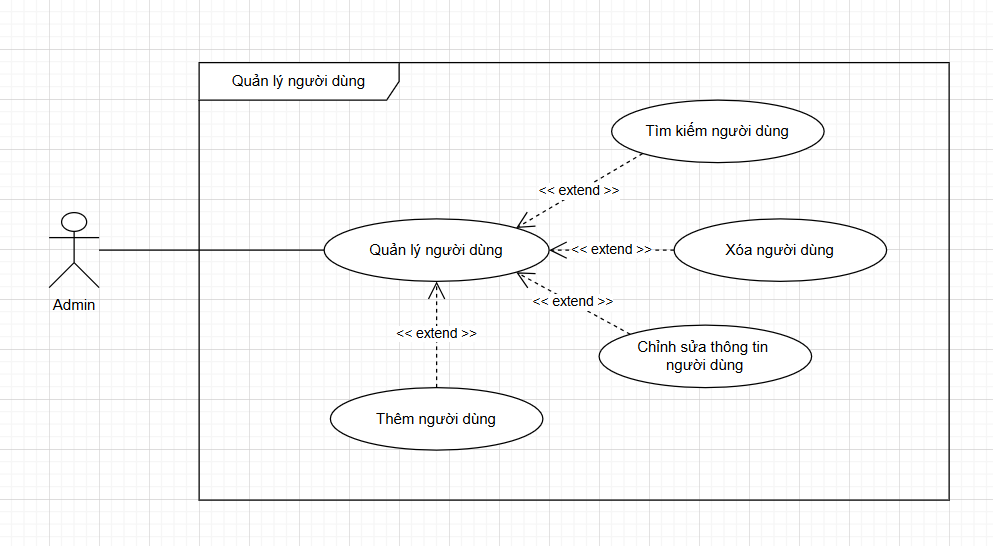 Quản lý người dùng
Tìm kiếm người dùng
<< extend >>
Quản lý người dùng
<< extend >>
Xóa người dùng
<< extend >>
Admin
<< extend >>
Chỉnh sửa thông tin
người dùng
Thêm người dùng